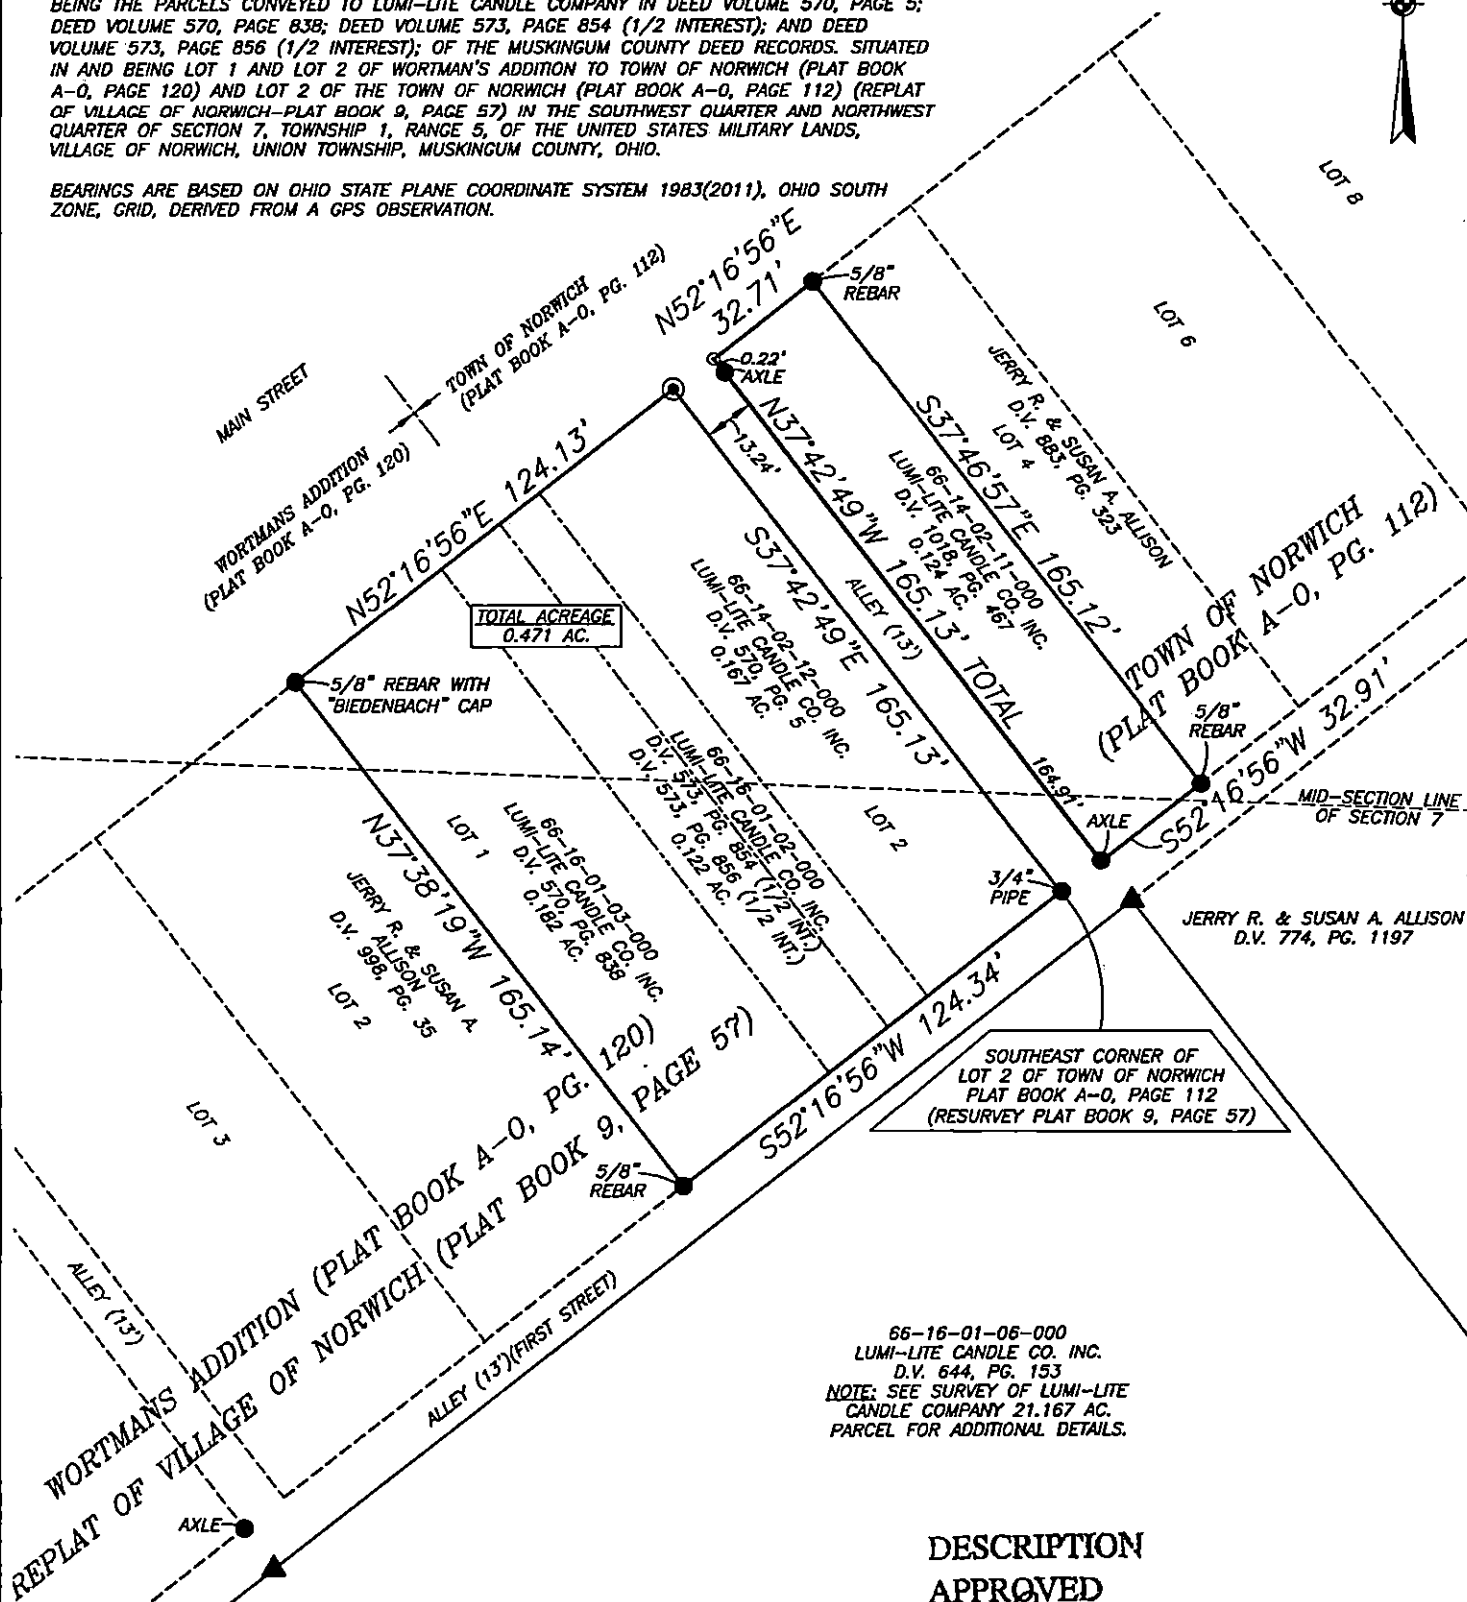 BEING THE PARCELS CONVEYED TO LUMI-LITE CANDLE COMPANY IN DEED VOLUME 570, PAGE 5;
DEED VOLUME 570, PAGE 838; DEED VOLUME 573, PAGE 854 (1/2 INTEREST); AND DEED
VOLUME 573, PAGE 856 (1/2 INTEREST); OF THE MUSKINGUM COUNTY DEED RECORDS. SITUATED
IN AND BEING LOT 1 AND LOT 2 OF WORTMAN'S ADDITION TO TOWN OF NORWICH (PLAT BOOK
A-0, PAGE 120) AND LOT 2 OF THE TOWN OF NORWICH (PLAT BOOK A-0, PAGE 112) (REPLAT
OF VILLAGE OF NORWICH-PLAT BOOK 9, PAGE 57) IN THE SOUTHWEST QUARTER AND NORTHWEST
QUARTER OF SECTION 7, TOWNSHIP 1, RANGE 5, OF THE UNITED STATES MILITARY LANDS,
VILLAGE OF NORWICH, UNION TOWNSHIP, MUSKINGUM COUNTY, OHIO.
BEARINGS ARE BASED ON OHIO STATE PLANE COORDINATE SYSTEM 1983(2011), OHIO SOUTH
ZONE, GRID, DERIVED FROM A GPS OBSERVATION.
LOT 8
N52°16'56"E
32.71'
5/8"
REBAR
TOWN OF NORWICH
(PLAT BOOK A-0, PG. 112)
MAIN STREET
LOT 6
0.22'
AXLE
JERRY R. & SUSAN A. ALLISON
D.V. 883, PG. 323
LOT 4
WORTMANS ADDITION
(PLAT BOOK A-0, PG. 120)
N52°16'56"E 124.13'
13.24'
N37°42'49"W 165.13' TOTAL
S37°46'57"E 165.12'
66-14-02-11-000
LUMI-LITE CANDLE CO. INC.
D.V. 1018, PG. 467
0.124 AC.
TOTAL ACREAGE
0.471 AC.
S37°42'49"E 165.13'
ALLEY (13')
66-14-02-12-000
LUMI-LITE CANDLE CO. INC.
D.V. 570, PG. 5
0.167 AC.
TOWN OF NORWICH
(PLAT BOOK A-0, PG. 112)
5/8" REBAR WITH
"BIEDENBACH" CAP
5/8"
REBAR
S52°16'56"W 32.91'
164.91'
MID-SECTION LINE
OF SECTION 7
66-16-01-02-000
LUMI-LITE CANDLE CO. INC.
D.V. 573, PG. 854 (1/2 INT.)
D.V. 573, PG. 856 (1/2 INT.)
0.122 AC.
LOT 2
AXLE
3/4"
PIPE
LOT 1
66-16-01-03-000
LUMI-LITE CANDLE CO. INC.
D.V. 570, PG. 838
0.182 AC.
N37°38'19"W 165.14'
JERRY R. & SUSAN A.
ALLISON
D.V. 998, PG. 35
LOT 2
JERRY R. & SUSAN A. ALLISON
D.V. 774, PG. 1197
S52°16'56"W 124.34'
SOUTHEAST CORNER OF
LOT 2 OF TOWN OF NORWICH
PLAT BOOK A-0, PAGE 112
(RESURVEY PLAT BOOK 9, PAGE 57)
LOT 3
5/8"
REBAR
WORTMANS ADDITION (PLAT BOOK A-0, PG. 120)
REPLAT OF VILLAGE OF NORWICH (PLAT BOOK 9, PAGE 57)
ALLEY (13')
ALLEY (13')(FIRST STREET)
66-16-01-06-000
LUMI-LITE CANDLE CO. INC.
D.V. 644, PG. 153
NOTE: SEE SURVEY OF LUMI-LITE
CANDLE COMPANY 21.167 AC.
PARCEL FOR ADDITIONAL DETAILS.
AXLE
DESCRIPTION
APPROVED